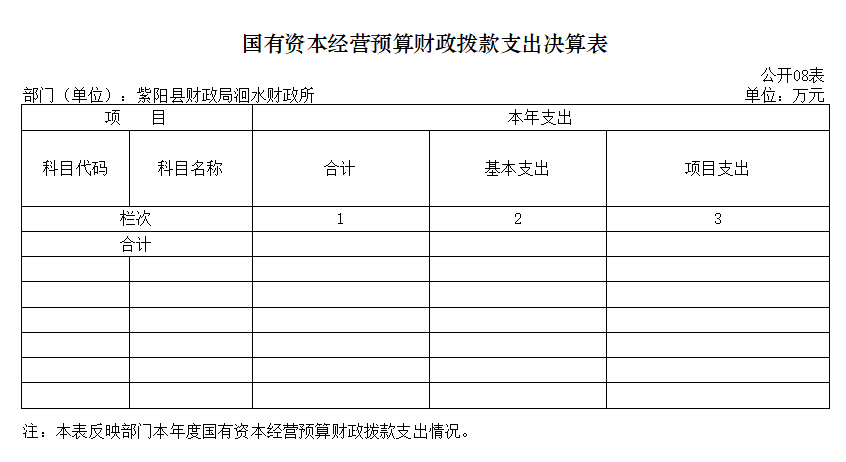 国有资本经营预算财政拨款支出决算表
公开08表
部门（单位）：紫阳县财政局洄水财政所 单位：万元
项 目 本年支出
科目代码 科目名称 合计 基本支出 项目支出
栏次 1 2 3
合计
注：本表反映部门本年度国有资本经营预算财政拨款支出情况。